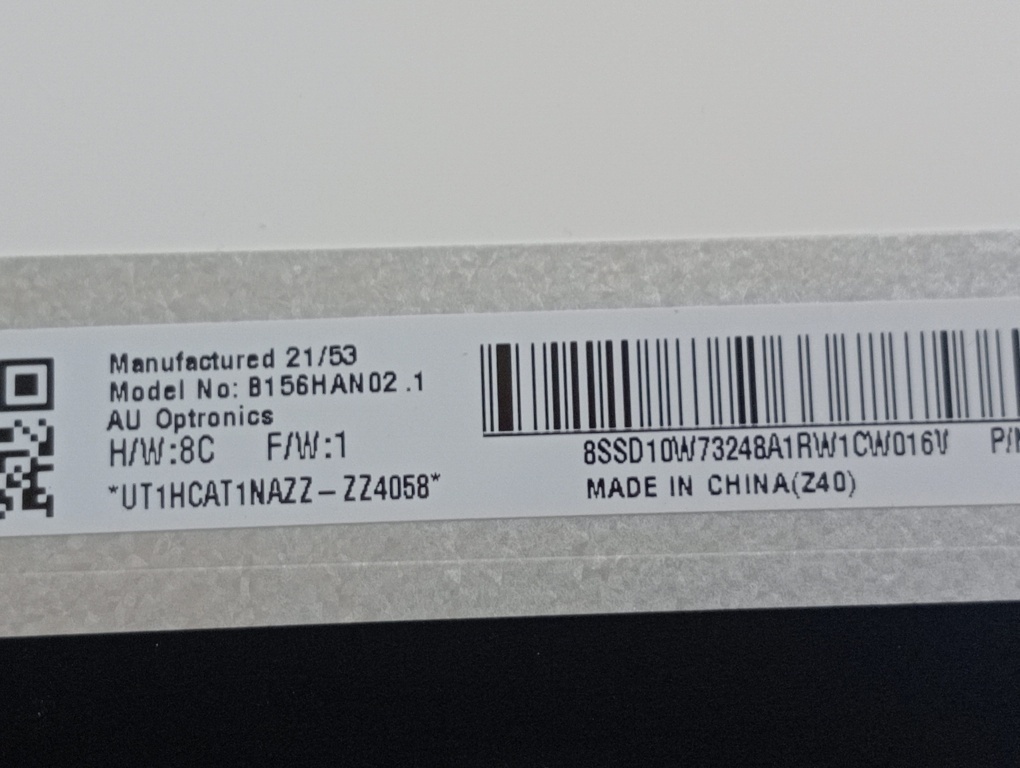 Manufactured 21/53
Model No: B156HAN02.1
AU Optronics
H/W:8C F/W:1
*UT1HCAT1NAZZ-ZZ4058*
8SSD10W73248A1RW1CW016V
MADE IN CHINA(Z40)